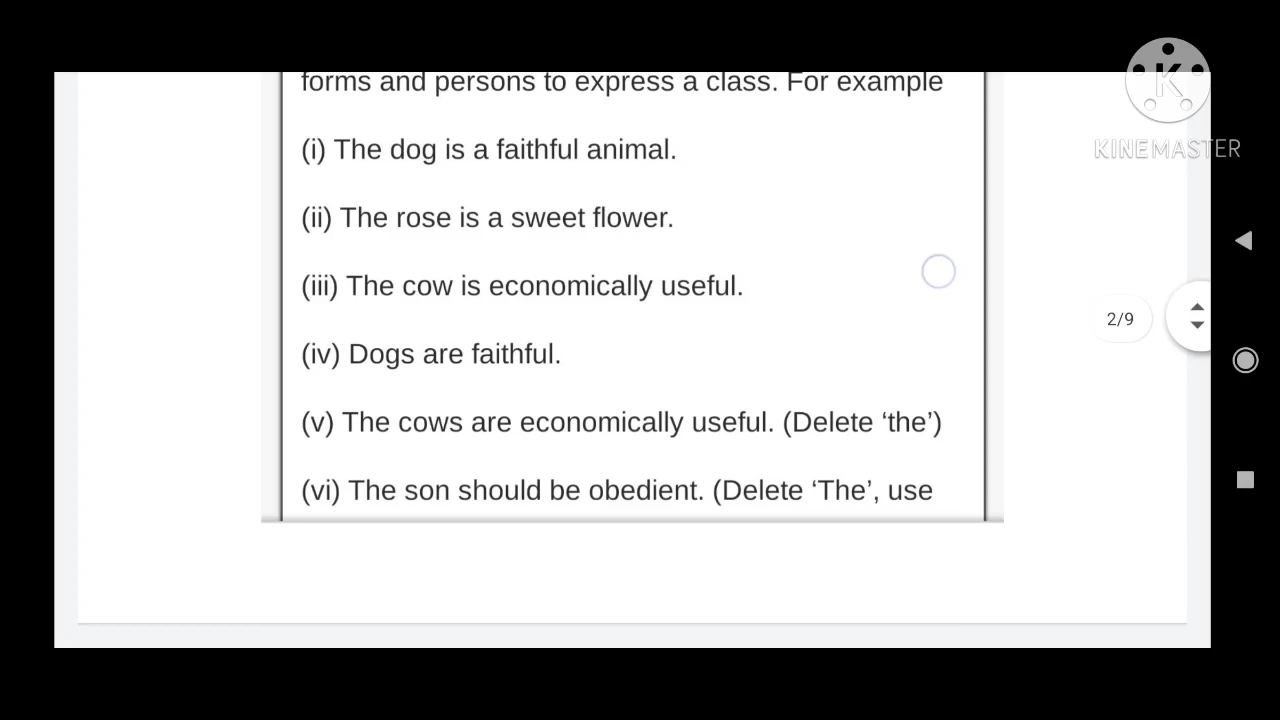 forms and persons to express a class. For example
(i) The dog is a faithful animal.
(ii) The rose is a sweet flower.
(iii) The cow is economically useful.
(iv) Dogs are faithful.
(v) The cows are economically useful. (Delete ‘the’)
(vi) The son should be obedient. (Delete ‘The’, use
K
KINEMASTER
2/9